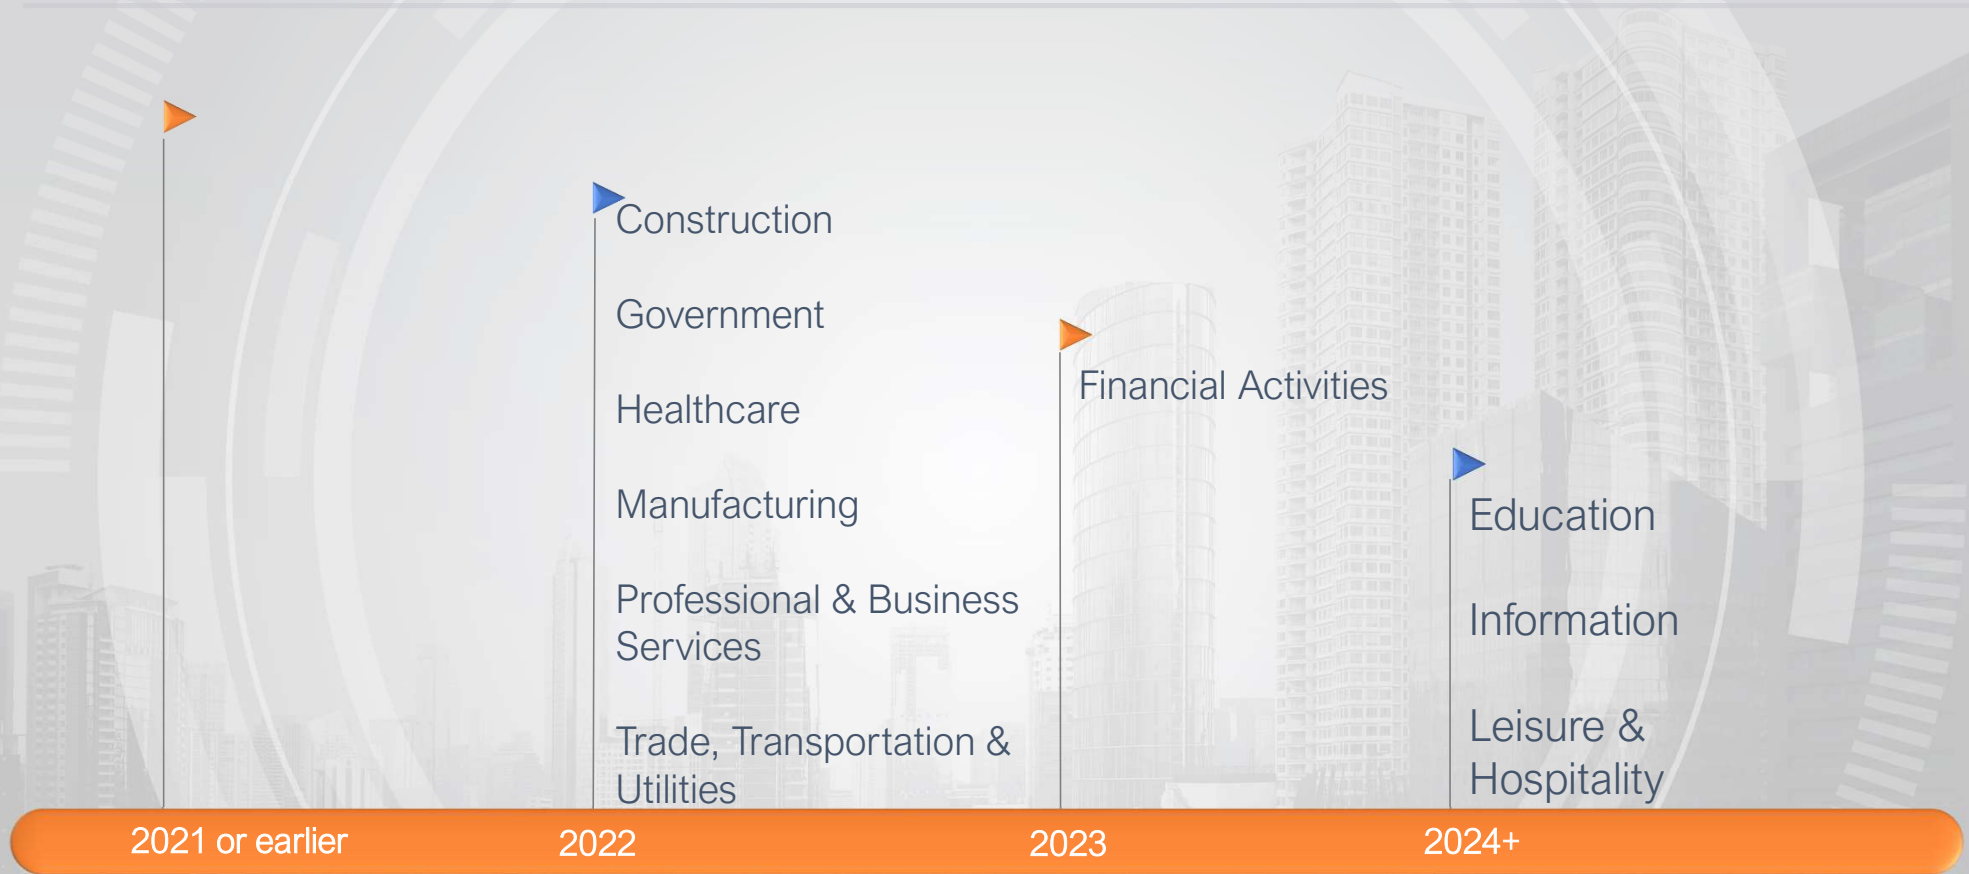 Construction
Government
Healthcare
Manufacturing
Professional & Business
Services
Trade, Transportation &
Utilities
Financial Activities
Education
Information
Leisure &
Hospitality
2021 or earlier
2022
2023
2024+